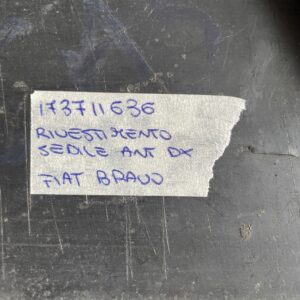 173711636
RIVESTIMENTO
SEDILE ANT DX
FIAT BRAVO